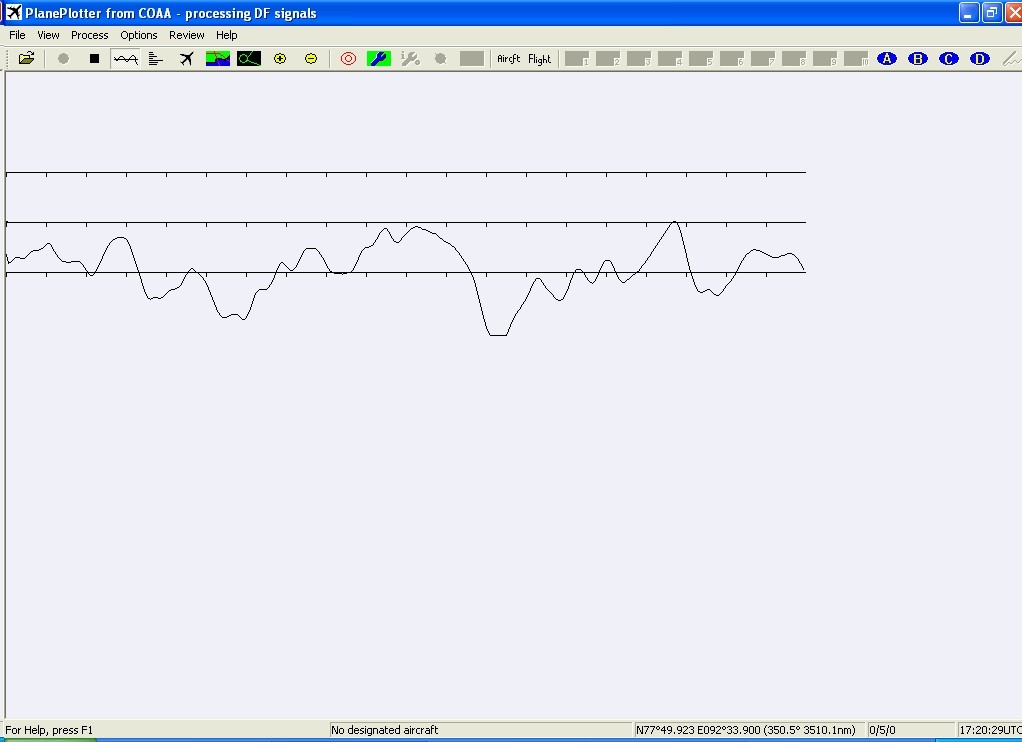 PlanePlotter from COAA - processing DF signals
File View Process Options Review Help
Aircft Flight 1 2 3 4 5 6 7 8 9 10 A B C D
For Help, press F1 No designated aircraft N77°49.923 E092°33.900 (350.5° 3510.1nm) 0/5/0 17:20:29UTC